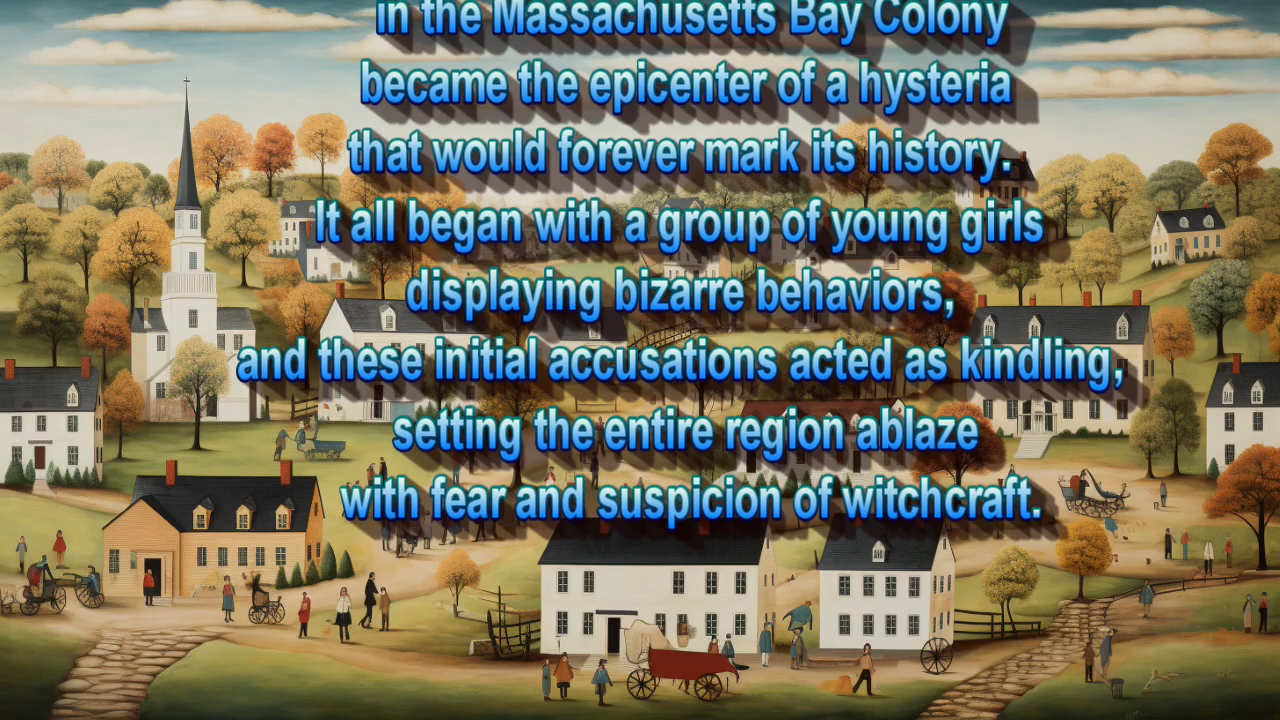 in the Massachusetts Bay Colony
became the epicenter of a hysteria
that would forever mark its history.
It all began with a group of young girls
displaying bizarre behaviors,
and these initial accusations acted as kindling,
setting the entire region ablaze
with fear and suspicion of witchcraft.